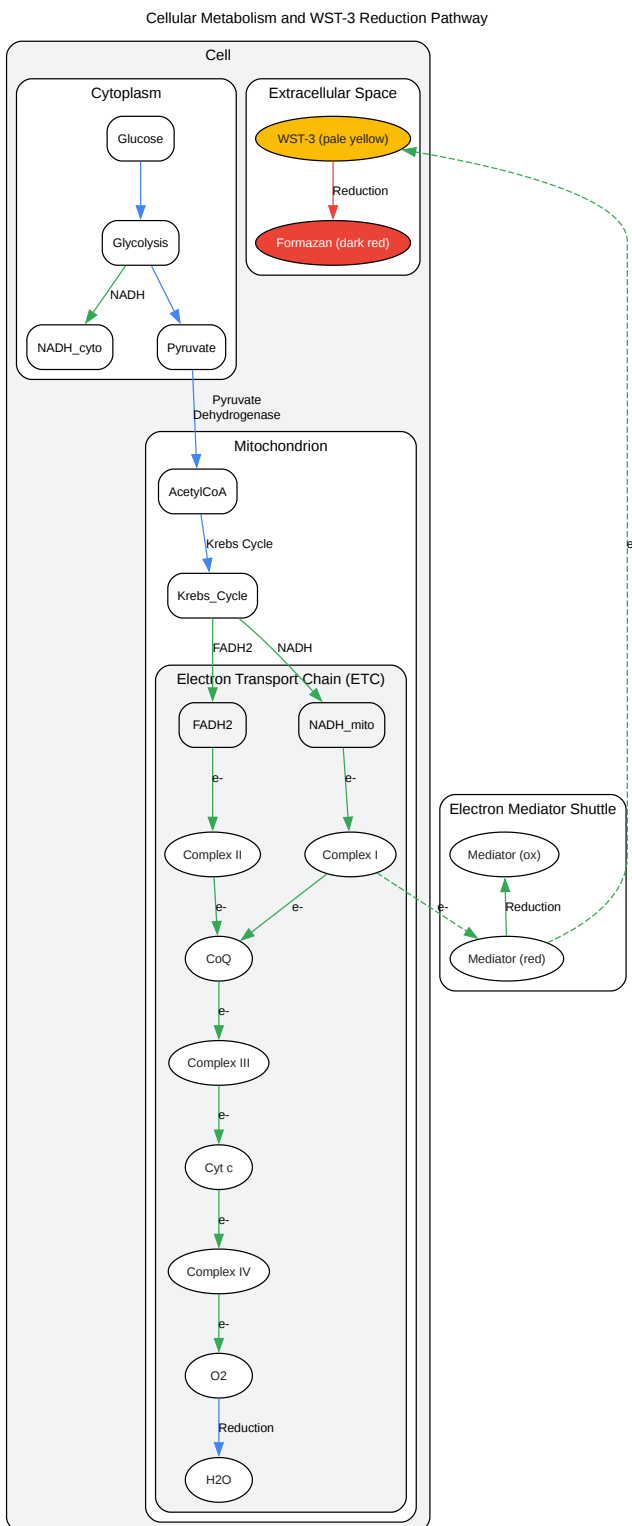 Cellular Metabolism and WST-3 Reduction Pathway
Cell
Cytoplasm
Extracellular Space
Glucose
WST-3 (pale yellow)
Reduction
Glycolysis
Formazan (dark red)
NADH
NADH_cyto
Pyruvate
Pyruvate
Dehydrogenase
Mitochondrion
AcetylCoA
Krebs Cycle
e
Krebs_Cycle
FADH2
NADH
Electron Transport Chain (ETC)
FADH2
NADH_mito
e-
e-
Electron Mediator Shuttle
Complex II
Complex I
Mediator (ox)
e-
e-
e-
Reduction
CoQ
Mediator (red)
e-
Complex III
e-
Cyt c
e-
Complex IV
e-
O2
Reduction
H2O